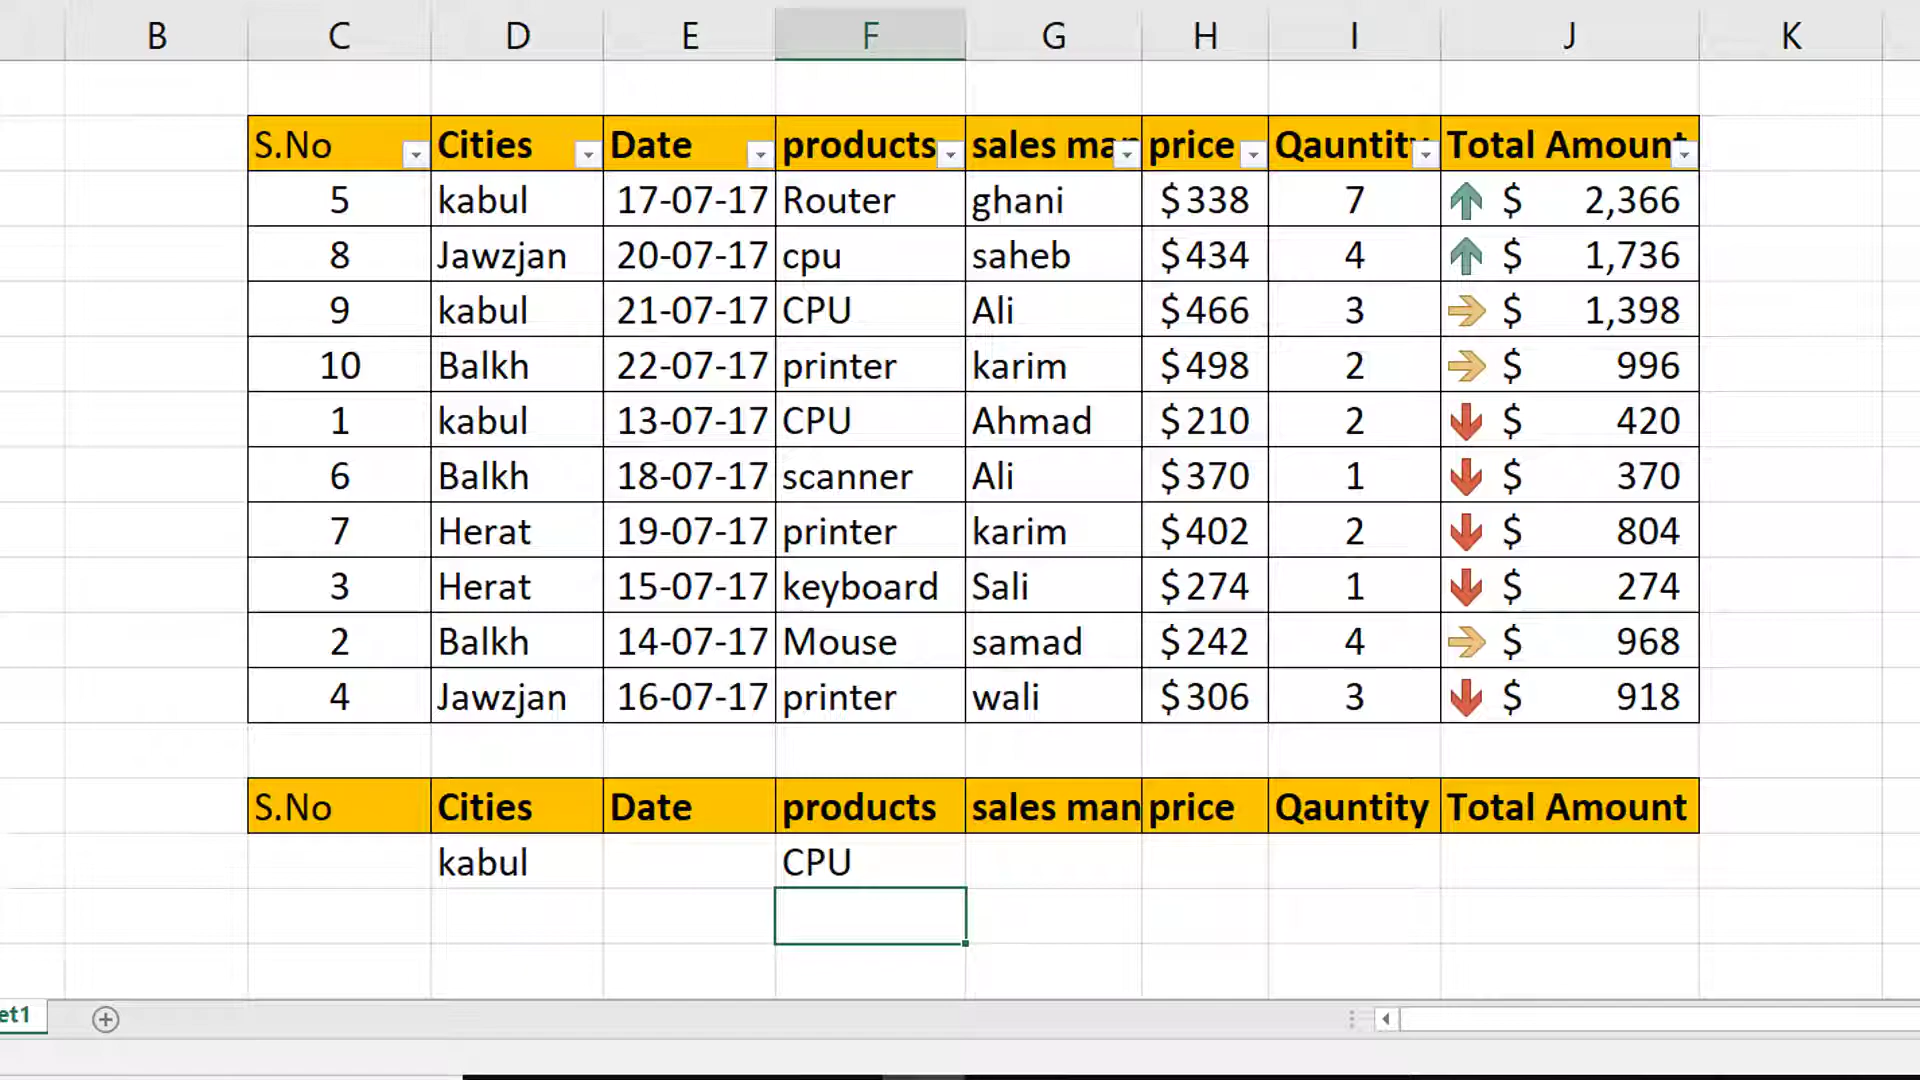 B C D E F G H I J K
S.No Cities Date products sales man price Qauntity Total Amount
5 kabul 17-07-17 Router ghani $338 7 $ 2,366
8 Jawzjan 20-07-17 cpu saheb $434 4 $ 1,736
9 kabul 21-07-17 CPU Ali $466 3 $ 1,398
10 Balkh 22-07-17 printer karim $498 2 $ 996
1 kabul 13-07-17 CPU Ahmad $210 2 $ 420
6 Balkh 18-07-17 scanner Ali $370 1 $ 370
7 Herat 19-07-17 printer karim $402 2 $ 804
3 Herat 15-07-17 keyboard Sali $274 1 $ 274
2 Balkh 14-07-17 Mouse samad $242 4 $ 968
4 Jawzjan 16-07-17 printer wali $306 3 $ 918
S.No Cities Date products sales man price Qauntity Total Amount
kabul CPU
et1